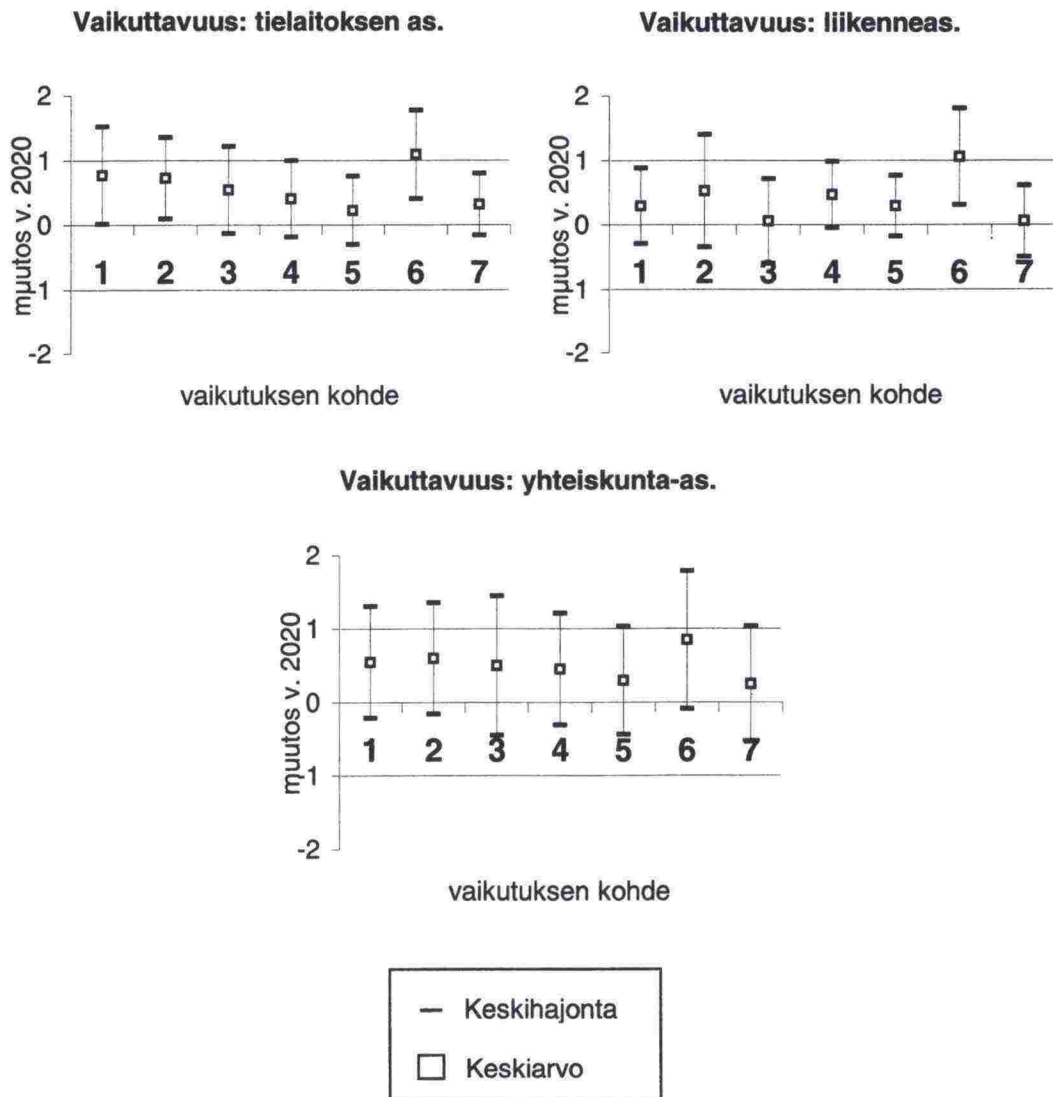 Vaikuttavuus: tielaitoksen as.
muutos v. 2020
2
1
0
-1
-2
1 2 3 4 5 6 7
vaikutuksen kohde
Vaikuttavuus: liikenneas.
muutos v. 2020
2
1
0
-1
-2
1 2 3 4 5 6 7
vaikutuksen kohde
Vaikuttavuus: yhteiskunta-as.
muutos v. 2020
2
1
0
-1
-2
1 2 3 4 5 6 7
vaikutuksen kohde
Keskihajonta
Keskiarvo